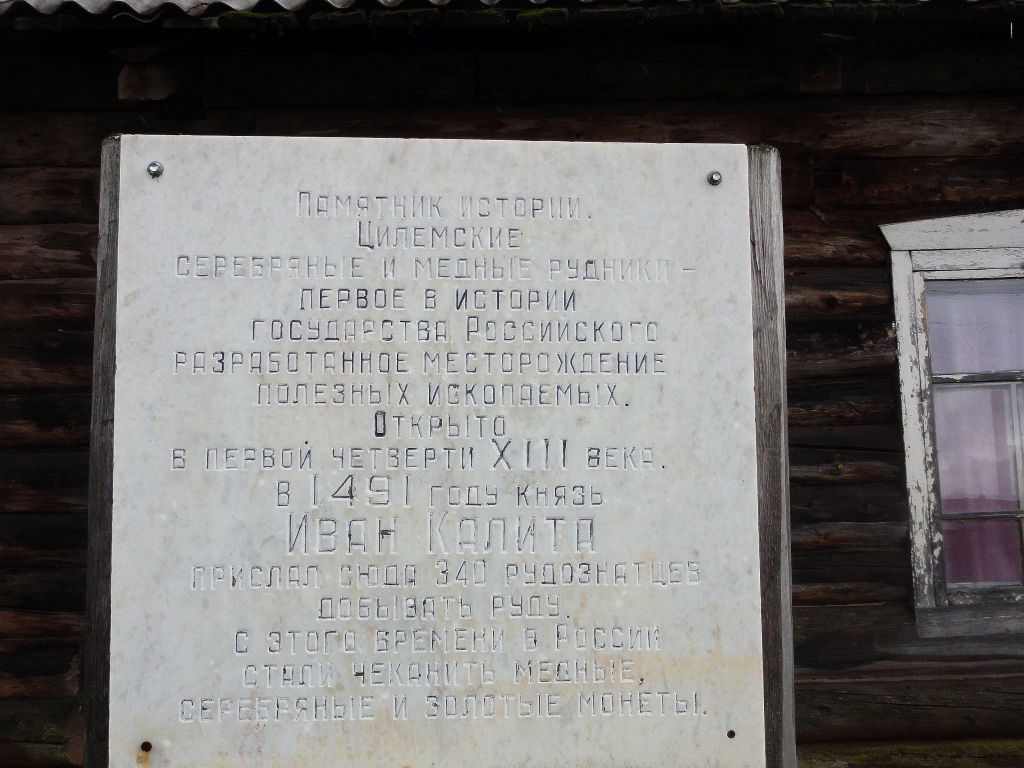 Памятник истории.
Цилемские
серебряные и медные рудники –
первое в истории
государства Российского
разработанное месторождение
полезных ископаемых.
Открыто
в первой четверти XIII века.
в 1491 году князь
Иван Калита
прислал сюда 340 рудознатцев
добывать руду.
с этого времени в России
стали чеканить медные,
серебряные и золотые монеты.